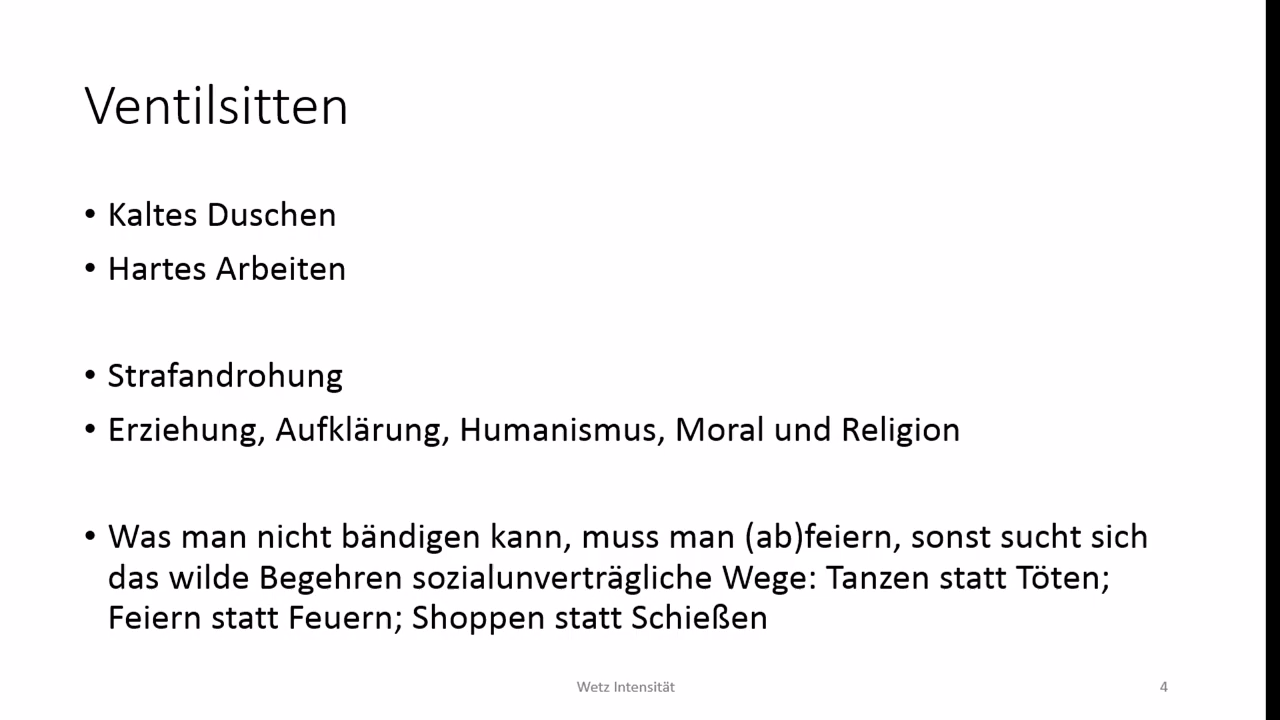 Ventilsitten
• Kaltes Duschen
• Hartes Arbeiten
• Strafandrohung
• Erziehung, Aufklärung, Humanismus, Moral und Religion
• Was man nicht bändigen kann, muss man (ab)feiern, sonst sucht sich
das wilde Begehren sozialunverträgliche Wege: Tanzen statt Töten;
Feiern statt Feuern; Shoppen statt Schießen
Wetz Intensität
4